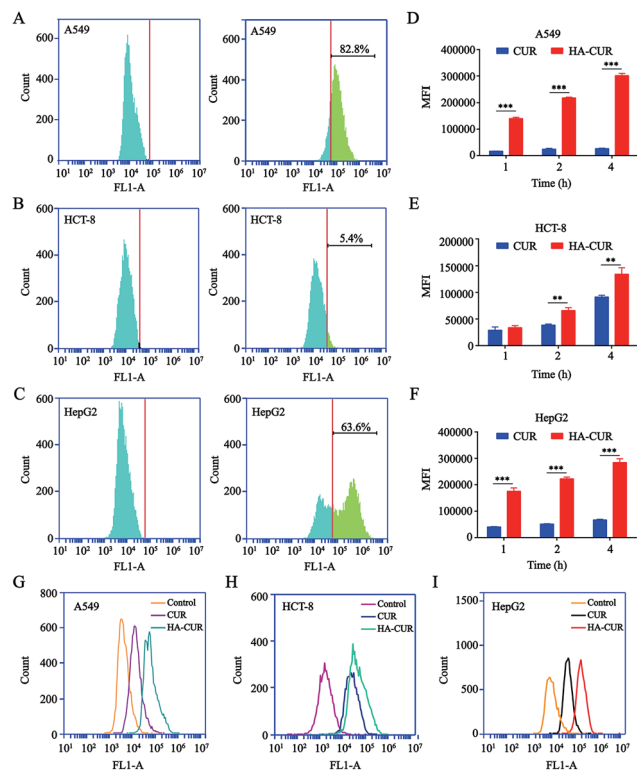 A
A549
600
400
200
0
Count
10¹ 10² 10³ 10⁴ 10⁵ 10⁶ 10⁷
FL1-A
A549
82.8%
600
400
200
0
Count
10¹ 10² 10³ 10⁴ 10⁵ 10⁶ 10⁷
FL1-A
D
A549
CUR HA-CUR
400000
300000
200000
100000
0
MFI
*** *** ***
1 2 4
Time (h)
B
HCT-8
600
400
200
0
Count
10¹ 10² 10³ 10⁴ 10⁵ 10⁶ 10⁷
FL1-A
HCT-8
5.4%
600
400
200
0
Count
10¹ 10² 10³ 10⁴ 10⁵ 10⁶ 10⁷
FL1-A
E
HCT-8
CUR HA-CUR
200000
150000
100000
50000
0
MFI
** **
1 2 4
Time (h)
C
HepG2
600
400
200
0
Count
10¹ 10² 10³ 10⁴ 10⁵ 10⁶ 10⁷
FL1-A
HepG2
63.6%
600
400
200
0
Count
10¹ 10² 10³ 10⁴ 10⁵ 10⁶ 10⁷
FL1-A
F
HepG2
CUR HA-CUR
400000
300000
200000
100000
0
MFI
*** *** ***
1 2 4
Time (h)
G
A549
Control
CUR
HA-CUR
800
600
400
200
0
Count
10¹ 10² 10³ 10⁴ 10⁵ 10⁶ 10⁷
FL1-A
H
HCT-8
Control
CUR
HA-CUR
600
400
200
0
Count
10¹ 10² 10³ 10⁴ 10⁵ 10⁶ 10⁷
FL1-A
I
HepG2
Control
CUR
HA-CUR
1500
1000
500
0
Count
10¹ 10² 10³ 10⁴ 10⁵ 10⁶ 10⁷
FL1-A